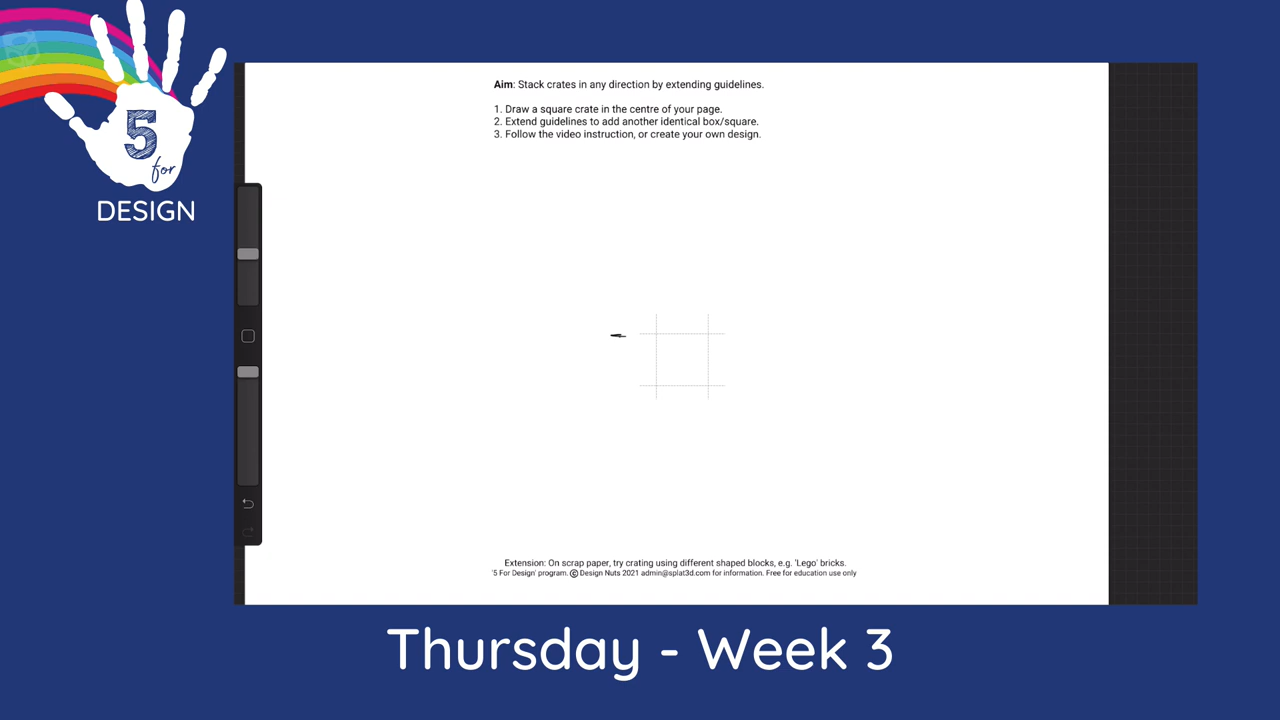 5
for
DESIGN
Aim: Stack crates in any direction by extending guidelines.
1. Draw a square crate in the centre of your page.
2. Extend guidelines to add another identical box/square.
3. Follow the video instruction, or create your own design.
Extension: On scrap paper, try crating using different shaped blocks, e.g. 'Lego' bricks.
'5 For Design' program. © Design Nuts 2021 admin@splat3d.com for information. Free for education use only
Thursday - Week 3